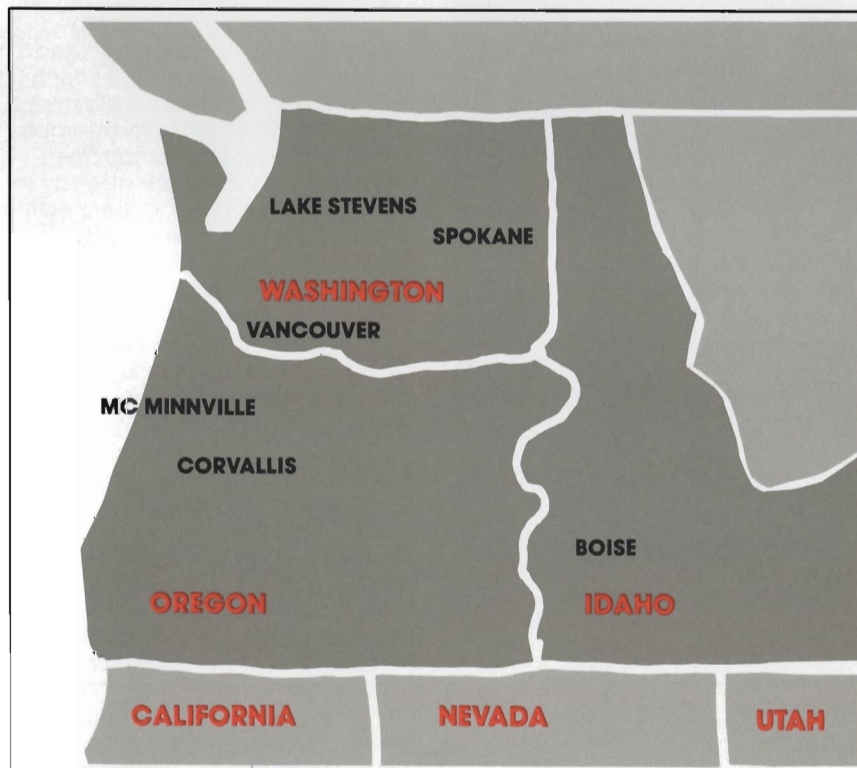 LAKE STEVENS
SPOKANE
WASHINGTON
VANCOUVER
MC MINNVILLE
CORVALLIS
BOISE
OREGON
IDAHO
CALIFORNIA
NEVADA
UTAH